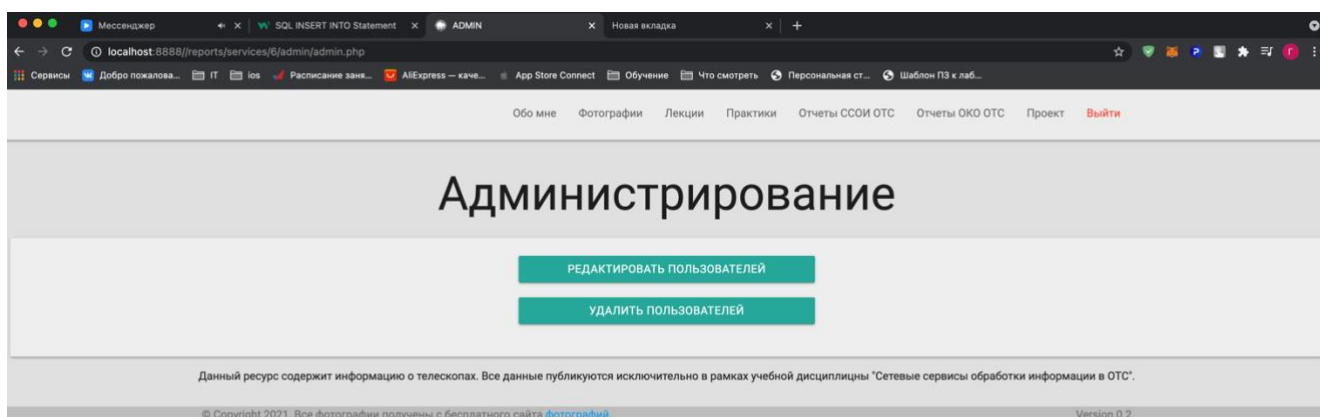 Мессенджер
SQL INSERT INTO Statement
ADMIN
Новая вкладка
localhost:8888//reports/services/6/admin/admin.php
Сервисы Добро пожалова... IT ios Расписание заня... AliExpress — каче... App Store Connect Обучение Что смотреть Персональная ст... Шаблон ПЗ к лаб...
Обо мне Фотографии Лекции Практики Отчеты ССОИ ОТС Отчеты ОКО ОТС Проект Выйти
Администрирование
РЕДАКТИРОВАТЬ ПОЛЬЗОВАТЕЛЕЙ
УДАЛИТЬ ПОЛЬЗОВАТЕЛЕЙ
Данный ресурс содержит информацию о телескопах. Все данные публикуются исключительно в рамках учебной дисциплицны "Сетевые сервисы обработки информации в ОТС".
© Copyright 2021. Все фотографии получены с бесплатного сайта фотографий Version 0.2